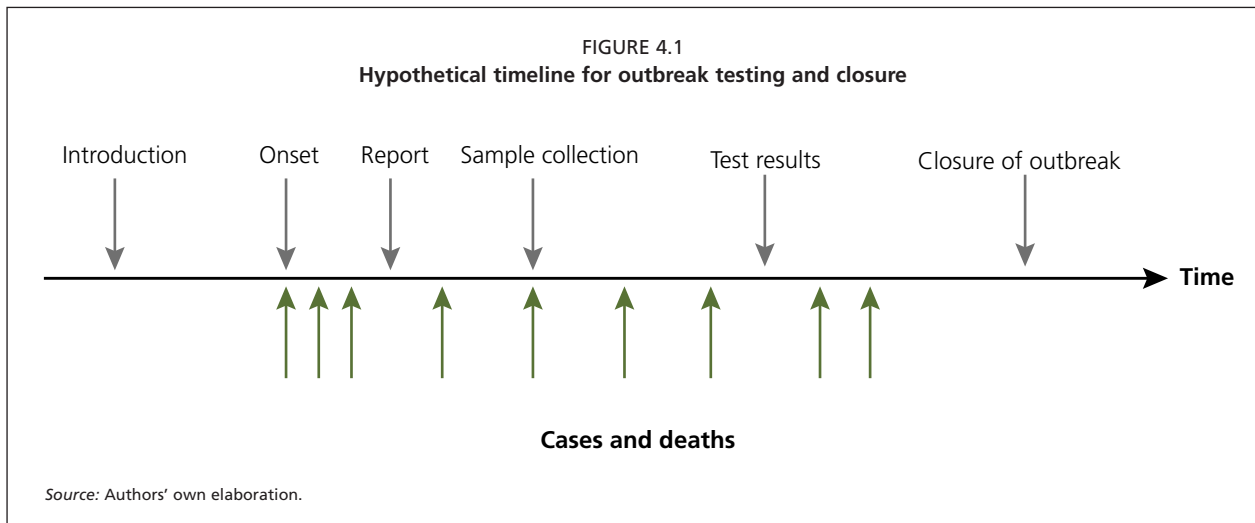 FIGURE 4.1
Hypothetical timeline for outbreak testing and closure
Introduction
Onset
Report
Sample collection
Test results
Closure of outbreak
Time
Cases and deaths
Source: Authors' own elaboration.